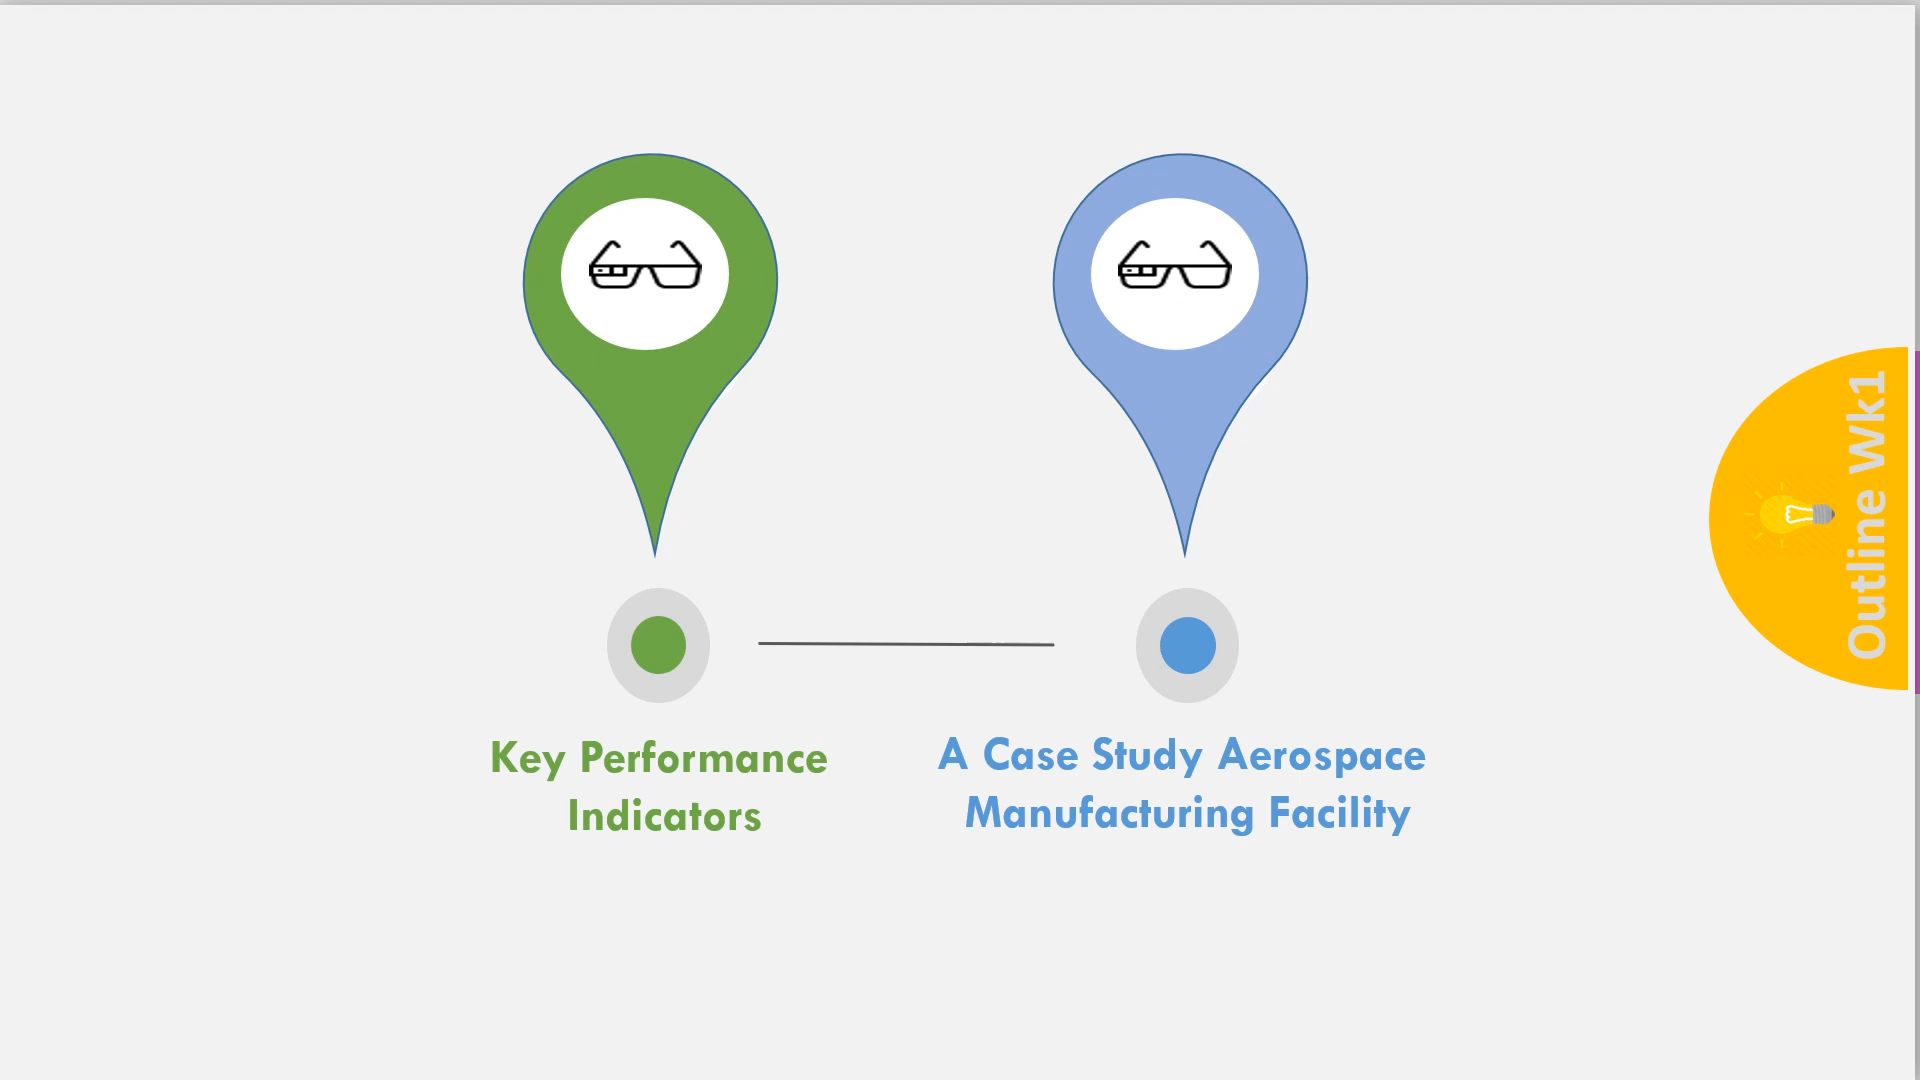 Key Performance
Indicators
A Case Study Aerospace
Manufacturing Facility
Outline Wk1